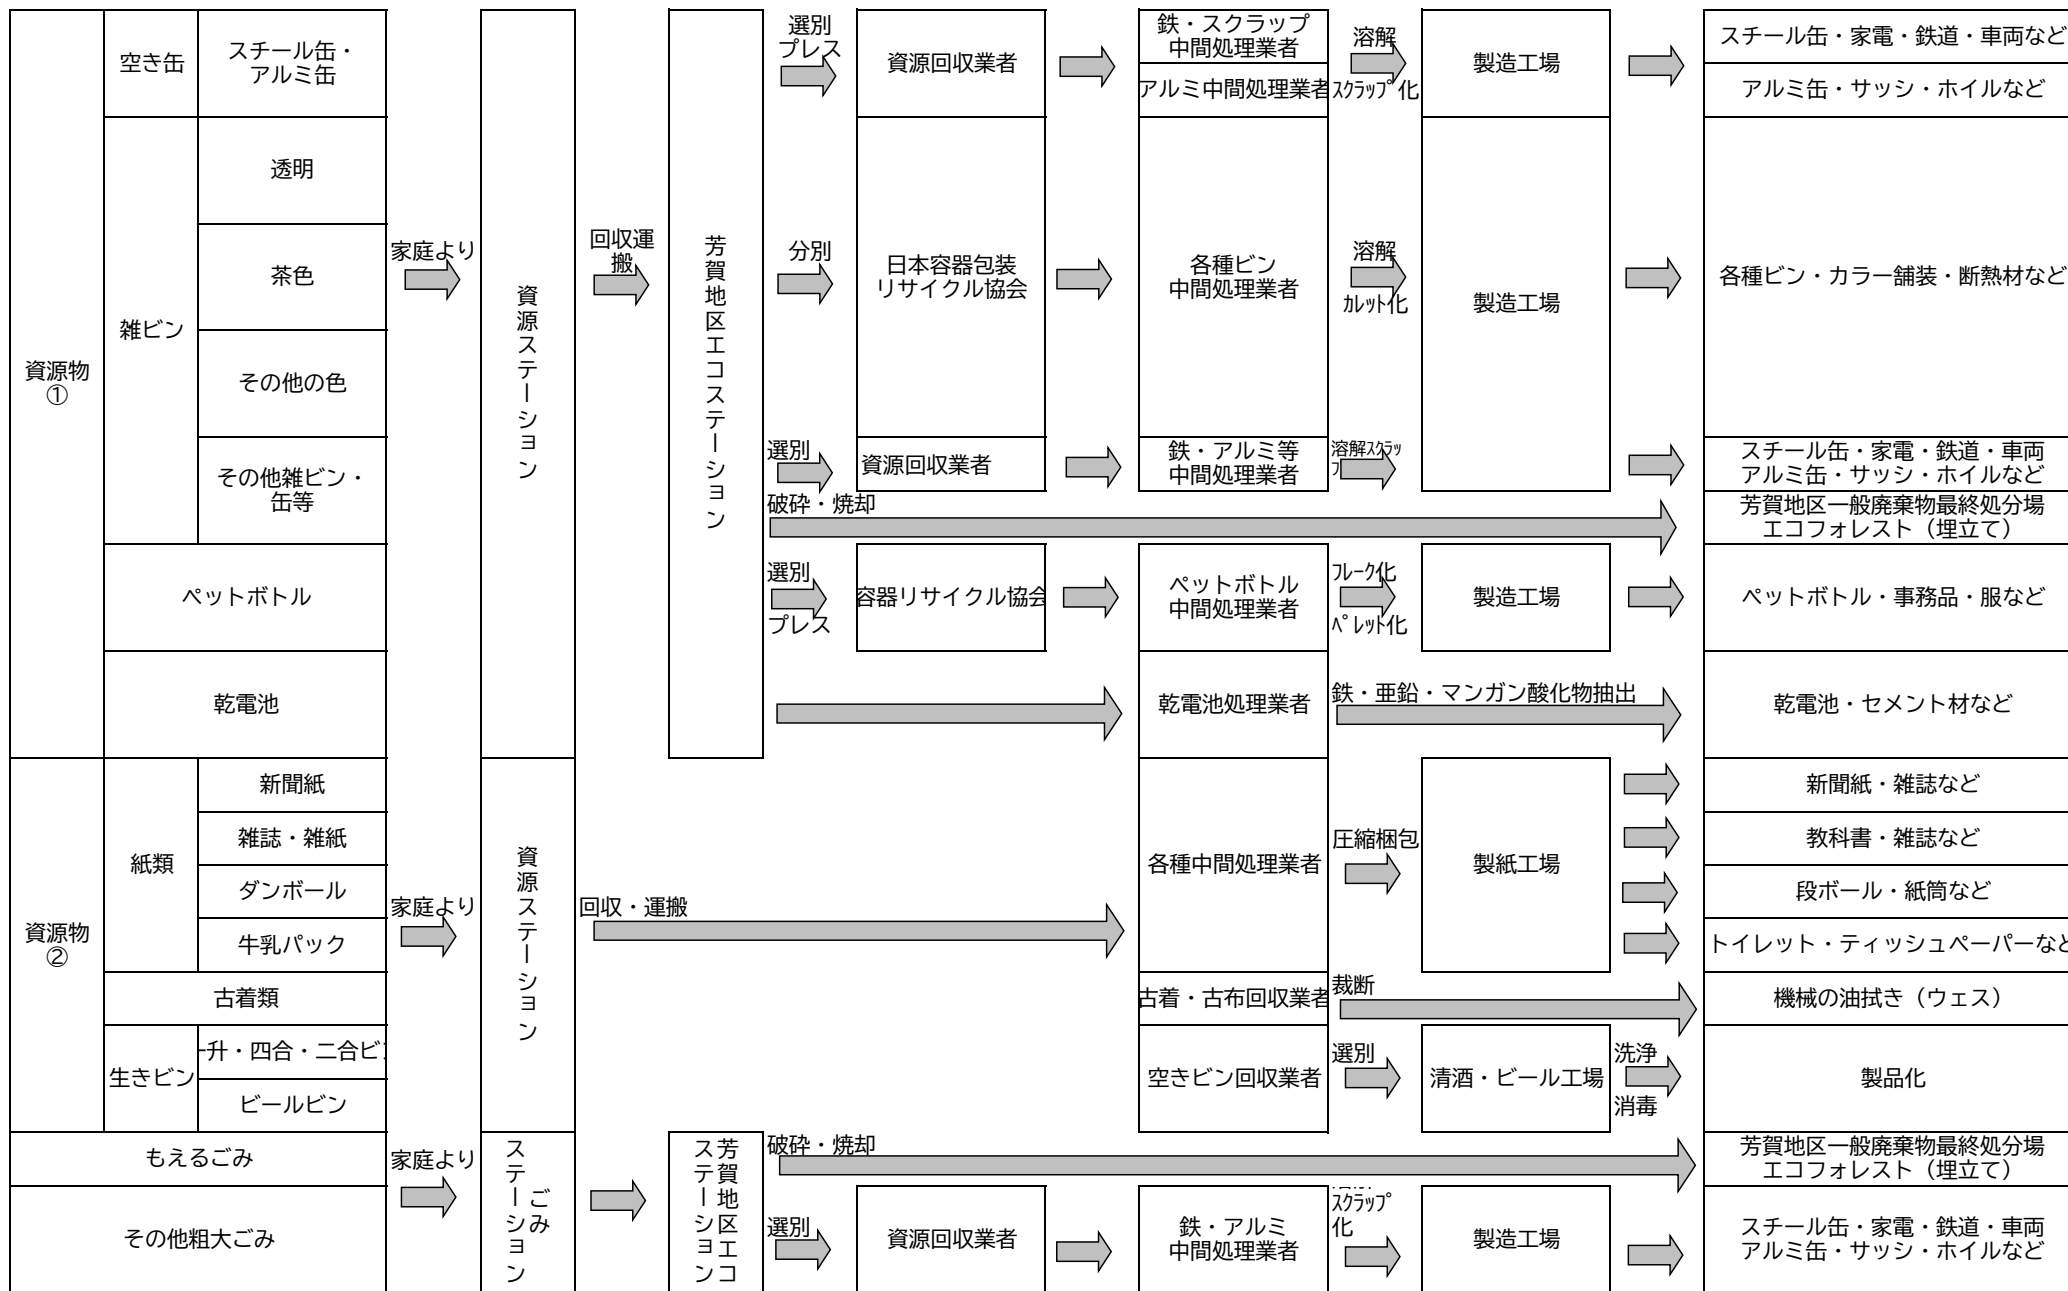 資源物
①
空き缶
スチール缶・
アルミ缶
雑ビン
透明
茶色
その他の色
その他雑ビン・
缶等
ペットボトル
乾電池
家庭より
資源ステーション
回収運
搬
芳賀地区エコステーション
選別
プレス
資源回収業者
鉄・スクラップ
中間処理業者
アルミ中間処理業者
溶解
スクラップ化
製造工場
スチール缶・家電・鉄道・車両など
アルミ缶・サッシ・ホイルなど
分別
日本容器包装
リサイクル協会
各種ビン
中間処理業者
溶解
カレット化
製造工場
各種ビン・カラー舗装・断熱材など
選別
資源回収業者
鉄・アルミ等
中間処理業者
溶解スクラッ
スチール缶・家電・鉄道・車両
アルミ缶・サッシ・ホイルなど
破砕・焼却
芳賀地区一般廃棄物最終処分場
エコフォレスト（埋立て）
選別
プレス
容器リサイクル協会
ペットボトル
中間処理業者
フレーク化
ペレット化
製造工場
ペットボトル・事務品・服など
乾電池処理業者
鉄・亜鉛・マンガン酸化物抽出
乾電池・セメント材など
資源物
②
紙類
新聞紙
雑誌・雑紙
ダンボール
牛乳パック
古着類
生きビン
升・四合・二合ビ
ビールビン
家庭より
資源ステーション
回収・運搬
各種中間処理業者
圧縮梱包
製紙工場
新聞紙・雑誌など
教科書・雑誌など
段ボール・紙筒など
トイレット・ティッシュペーパーなど
古着・古布回収業者
裁断
機械の油拭き（ウェス）
空きビン回収業者
選別
清酒・ビール工場
洗浄
消毒
製品化
もえるごみ
その他粗大ごみ
家庭より
ごみ
ステーション
芳賀地区エコ
ステーション
破砕・焼却
芳賀地区一般廃棄物最終処分場
エコフォレスト（埋立て）
選別
資源回収業者
鉄・アルミ
中間処理業者
スクラップ
化
製造工場
スチール缶・家電・鉄道・車両
アルミ缶・サッシ・ホイルなど